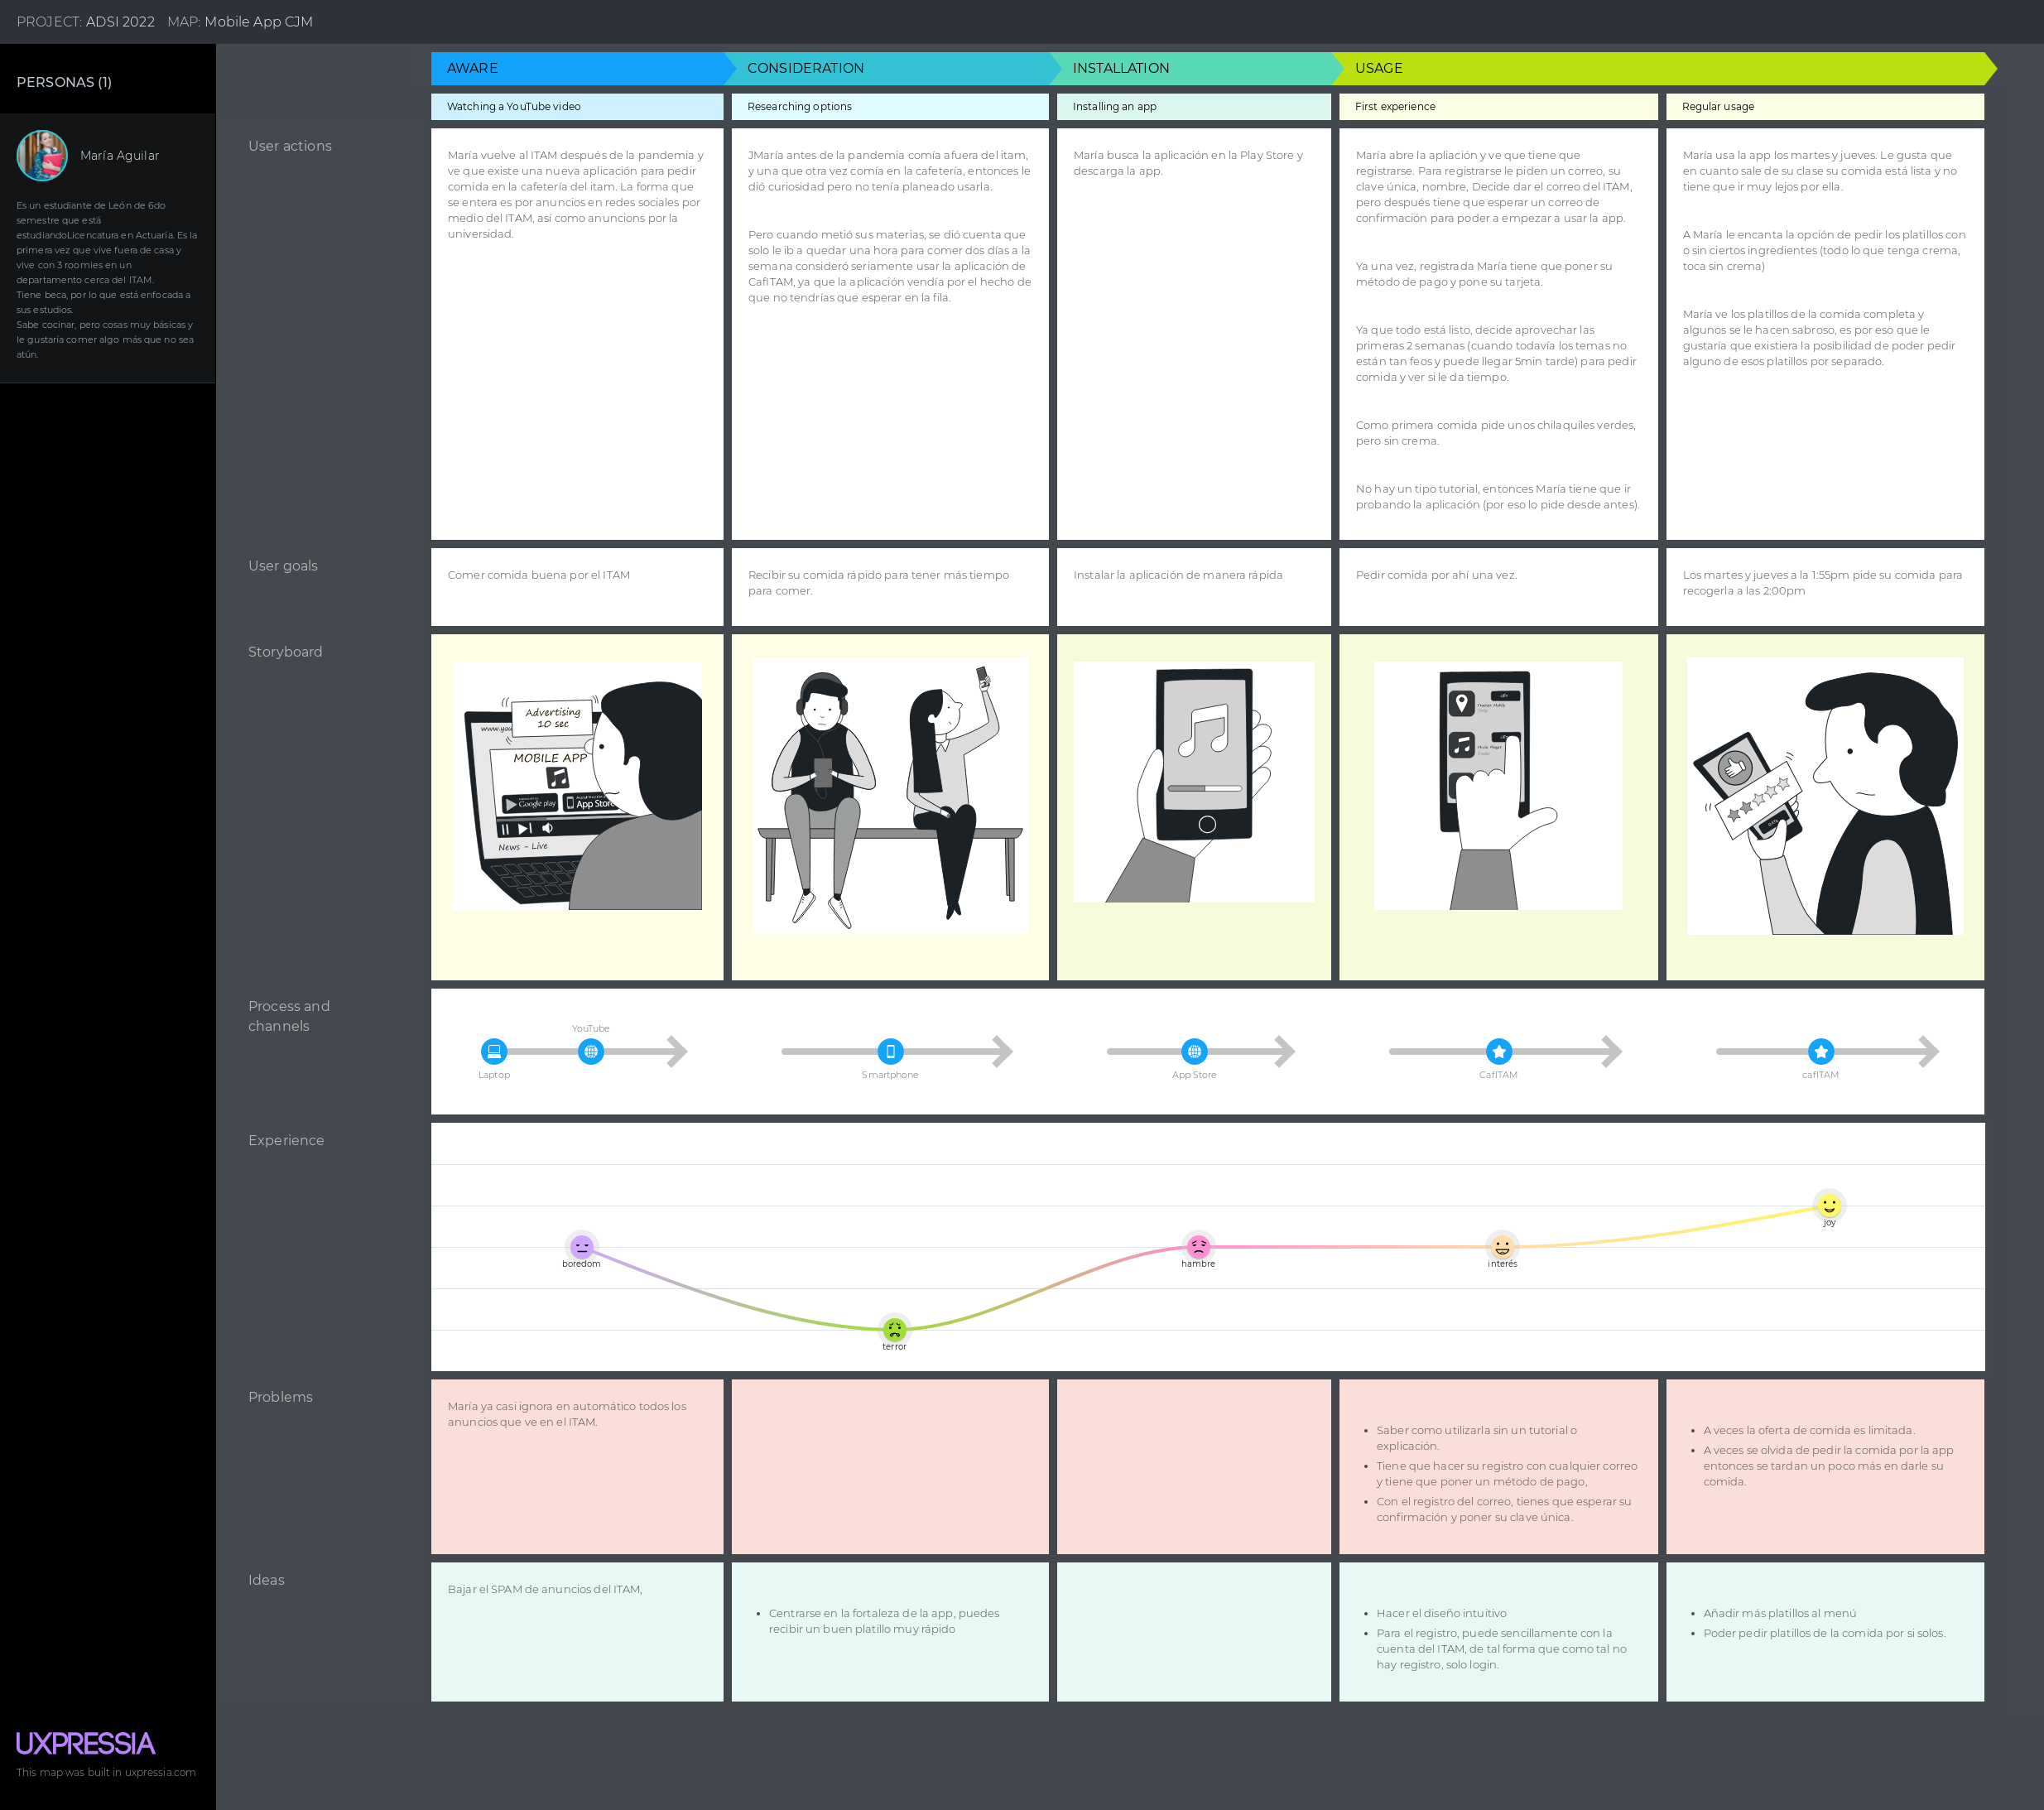 PROJECT: ADSI 2022 MAP: Mobile App CJM
PERSONAS (1)
María Aguilar
Es un estudiante de León de 6do
semestre que está
estudiandoLicencatura en Actuaría. Es la
primera vez que vive fuera de casa y
vive con 3 roomies en un
departamento cerca del ITAM.
Tiene beca, por lo que está enfocada a
sus estudios.
Sabe cocinar, pero cosas muy básicas y
le gustaría comer algo más que no sea
atún.
AWARE
CONSIDERATION
INSTALLATION
USAGE
Watching a YouTube video
Researching options
Installing an app
First experience
Regular usage
User actions
María vuelve al ITAM después de la pandemia y
ve que existe una nueva aplicación para pedir
comida en la cafetería del itam. La forma que
se entera es por anuncios en redes sociales por
medio del ITAM, así como anuncions por la
universidad.
JMaría antes de la pandemia comía afuera del itam,
y una que otra vez comía en la cafetería, entonces le
dió curiosidad pero no tenía planeado usarla.
Pero cuando metió sus materias, se dió cuenta que
solo le ib a quedar una hora para comer dos días a la
semana consideró seriamente usar la aplicación de
CafITAM, ya que la aplicación vendía por el hecho de
que no tendrías que esperar en la fila.
María busca la aplicación en la Play Store y
descarga la app.
María abre la apliación y ve que tiene que
registrarse. Para registrarse le piden un correo, su
clave única, nombre, Decide dar el correo del ITAM,
pero después tiene que esperar un correo de
confirmación para poder a empezar a usar la app.
Ya una vez, registrada María tiene que poner su
método de pago y pone su tarjeta.
Ya que todo está listo, decide aprovechar las
primeras 2 semanas (cuando todavía los temas no
están tan feos y puede llegar 5min tarde) para pedir
comida y ver si le da tiempo.
Como primera comida pide unos chilaquiles verdes,
pero sin crema.
No hay un tipo tutorial, entonces María tiene que ir
probando la aplicación (por eso lo pide desde antes).
María usa la app los martes y jueves. Le gusta que
en cuanto sale de su clase su comida está lista y no
tiene que ir muy lejos por ella.
A María le encanta la opción de pedir los platillos con
o sin ciertos ingredientes (todo lo que tenga crema,
toca sin crema)
María ve los platillos de la comida completa y
algunos se le hacen sabroso, es por eso que le
gustaría que existiera la posibilidad de poder pedir
alguno de esos platillos por separado.
User goals
Comer comida buena por el ITAM
Recibir su comida rápido para tener más tiempo
para comer.
Instalar la aplicación de manera rápida
Pedir comida por ahí una vez.
Los martes y jueves a la 1:55pm pide su comida para
recogerla a las 2:00pm
Storyboard
Advertising
10 sec
www.you
MOBILE APP
Google play
App Store
News - Live
Process and
channels
YouTube
Laptop
Smartphone
App Store
CafITAM
cafITAM
Experience
boredom
terror
hambre
interés
joy
Problems
María ya casi ignora en automático todos los
anuncios que ve en el ITAM.
• Saber como utilizarla sin un tutorial o
explicación.
• Tiene que hacer su registro con cualquier correo
y tiene que poner un método de pago,
• Con el registro del correo, tienes que esperar su
confirmación y poner su clave única.
• A veces la oferta de comida es limitada.
• A veces se olvida de pedir la comida por la app
entonces se tardan un poco más en darle su
comida.
Ideas
Bajar el SPAM de anuncios del ITAM,
• Centrarse en la fortaleza de la app, puedes
recibir un buen platillo muy rápido
• Hacer el diseño intuitivo
• Para el registro, puede sencillamente con la
cuenta del ITAM, de tal forma que como tal no
hay registro, solo login.
• Añadir más platillos al menú
• Poder pedir platillos de la comida por si solos.
UXPRESSIA
This map was built in uxpressia.com